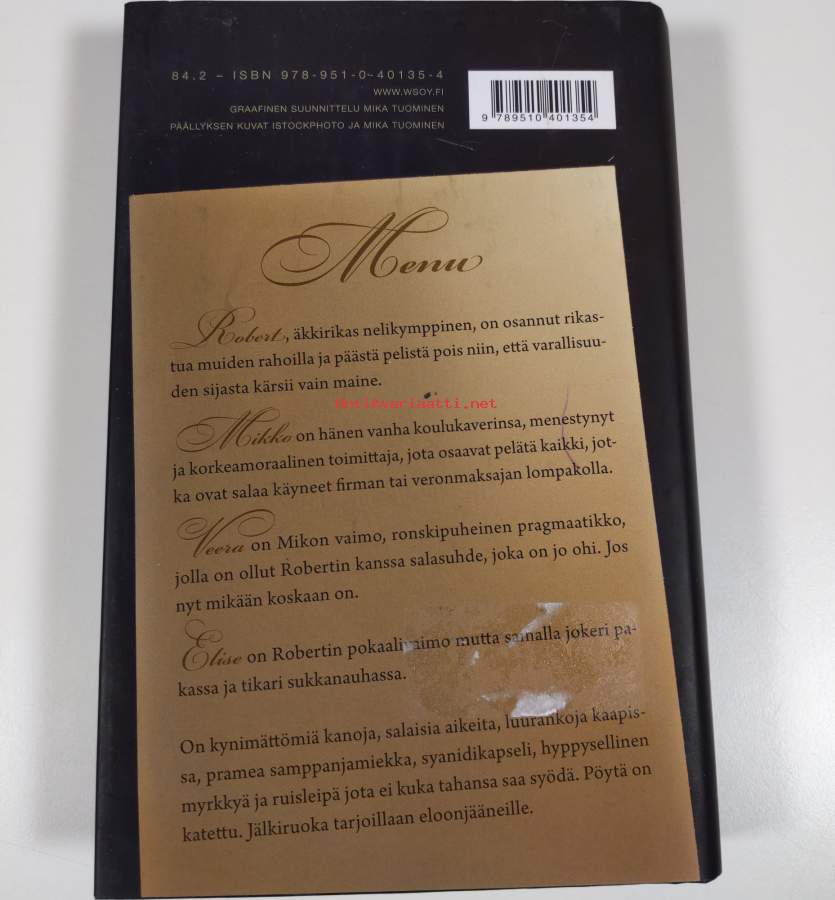 84.2 – ISBN 978-951-0-40135-4
WWW.WSOY.FI
GRAAFINEN SUUNNITTELU MIKA TUOMINEN
PÄÄLLYKSEN KUVAT ISTOCKPHOTO JA MIKA TUOMINEN
9 789510 401354
Menu
Robert, äkkirikas nelikymppinen, on osannut rikas-
tua muiden rahoilla ja päästä pelistä pois niin, että varallisuu-
den sijasta kärsii vain maine.
Antikvariaatti.net
Mikko on hänen vanha koulukaverinsa, menestynyt
ja korkeamoraalinen toimittaja, jota osaavat pelätä kaikki, jot-
ka ovat salaa käyneet firman tai veronmaksajan lompakolla.
Veera on Mikon vaimo, ronskipuheinen pragmaatikko,
jolla on ollut Robertin kanssa salasuhde, joka on jo ohi. Jos
nyt mikään koskaan on.
Elise on Robertin pokaalivaimo mutta samalla jokeri pa-
kassa ja tikari sukkanauhassa.
On kynimättömiä kanoja, salaisia aikeita, luurankoja kaapis-
sa, pramea samppanjamiekka, syanidikapseli, hyppysellinen
myrkkyä ja ruisleipä jota ei kuka tahansa saa syödä. Pöytä on
katettu. Jälkiruoka tarjoillaan eloonjääneille.